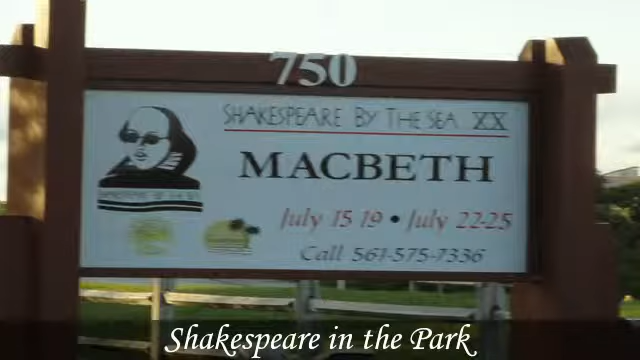 750
SHAKESPEARE BY THE SEA XX
MACBETH
July 15-19 • July 22-25
Call 561-575-7336
Shakespeare in the Park